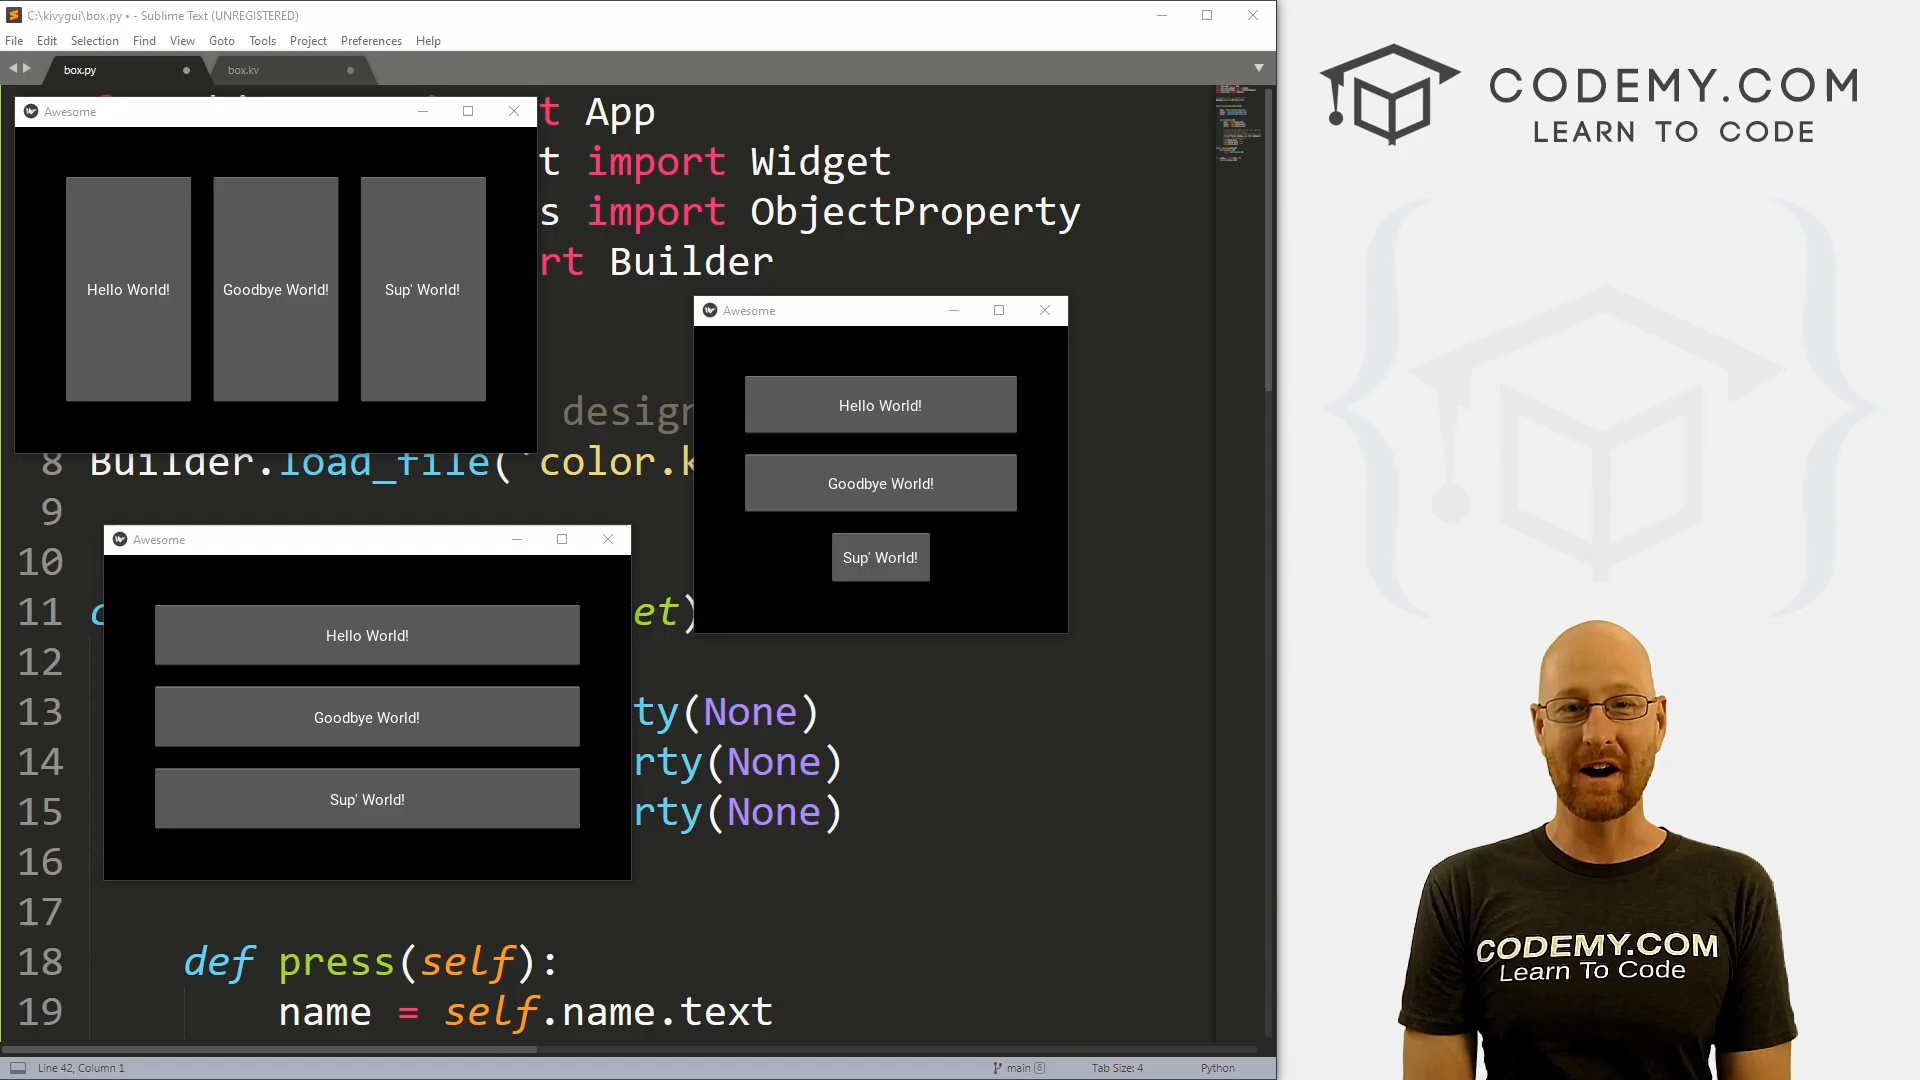 C:\kivygui\box.py • - Sublime Text (UNREGISTERED)
File Edit Selection Find View Goto Tools Project Preferences Help
box.py
box.kv
Awesome
Hello World!
Goodbye World!
Sup' World!
t App
t import Widget
s import ObjectProperty
rt Builder
design
8 Builder.load_file('color.k
9
10
11 c et)
12
13 ty(None)
14 rty(None)
15 rty(None)
16
17
18 def press(self):
19 name = self.name.text
Awesome
Hello World!
Goodbye World!
Sup' World!
Awesome
Hello World!
Goodbye World!
Sup' World!
Line 42, Column 1
main 6
Tab Size: 4
Python
CODEMY.COM
LEARN TO CODE
CODEMY.COM
Learn To Code